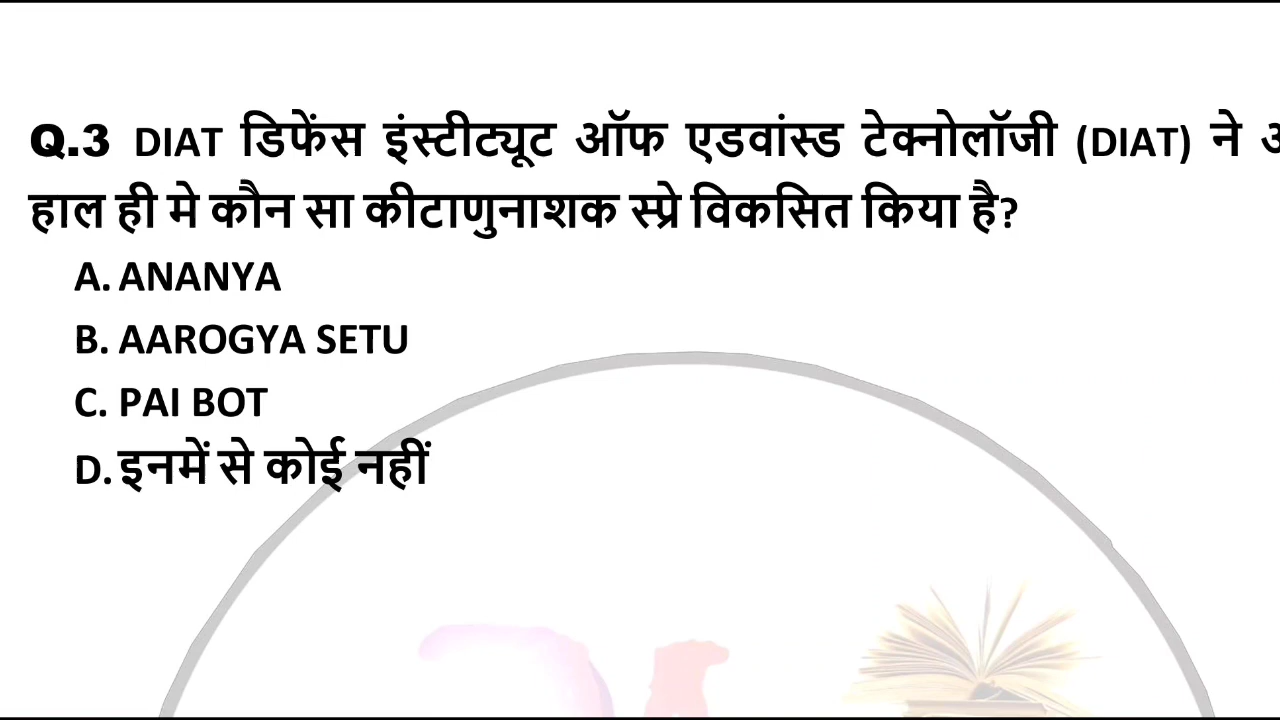 Q.3 DIAT डिफेंस इंस्टीट्यूट ऑफ एडवांस्ड टेक्नोलॉजी (DIAT) ने
हाल ही मे कौन सा कीटाणुनाशक स्प्रे विकसित किया है?
A. ANANYA
B. AAROGYA SETU
C. PAI BOT
D. इनमें से कोई नहीं